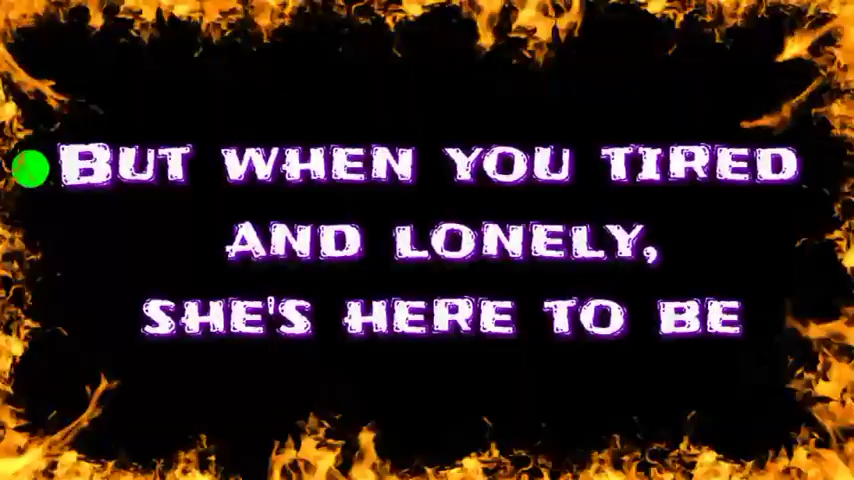 But when you tired
and lonely,
she's here to be